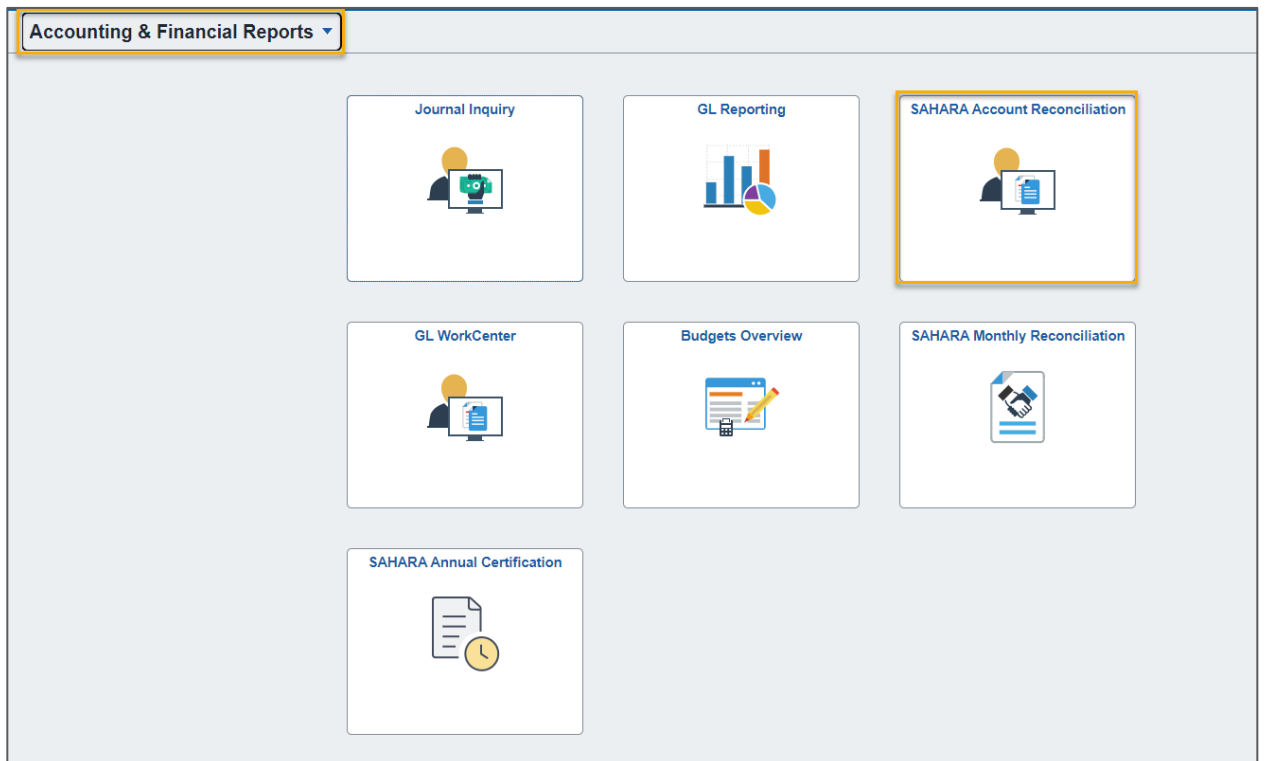 Accounting & Financial Reports
Journal Inquiry
GL Reporting
SAHARA Account Reconciliation
GL WorkCenter
Budgets Overview
SAHARA Monthly Reconciliation
SAHARA Annual Certification